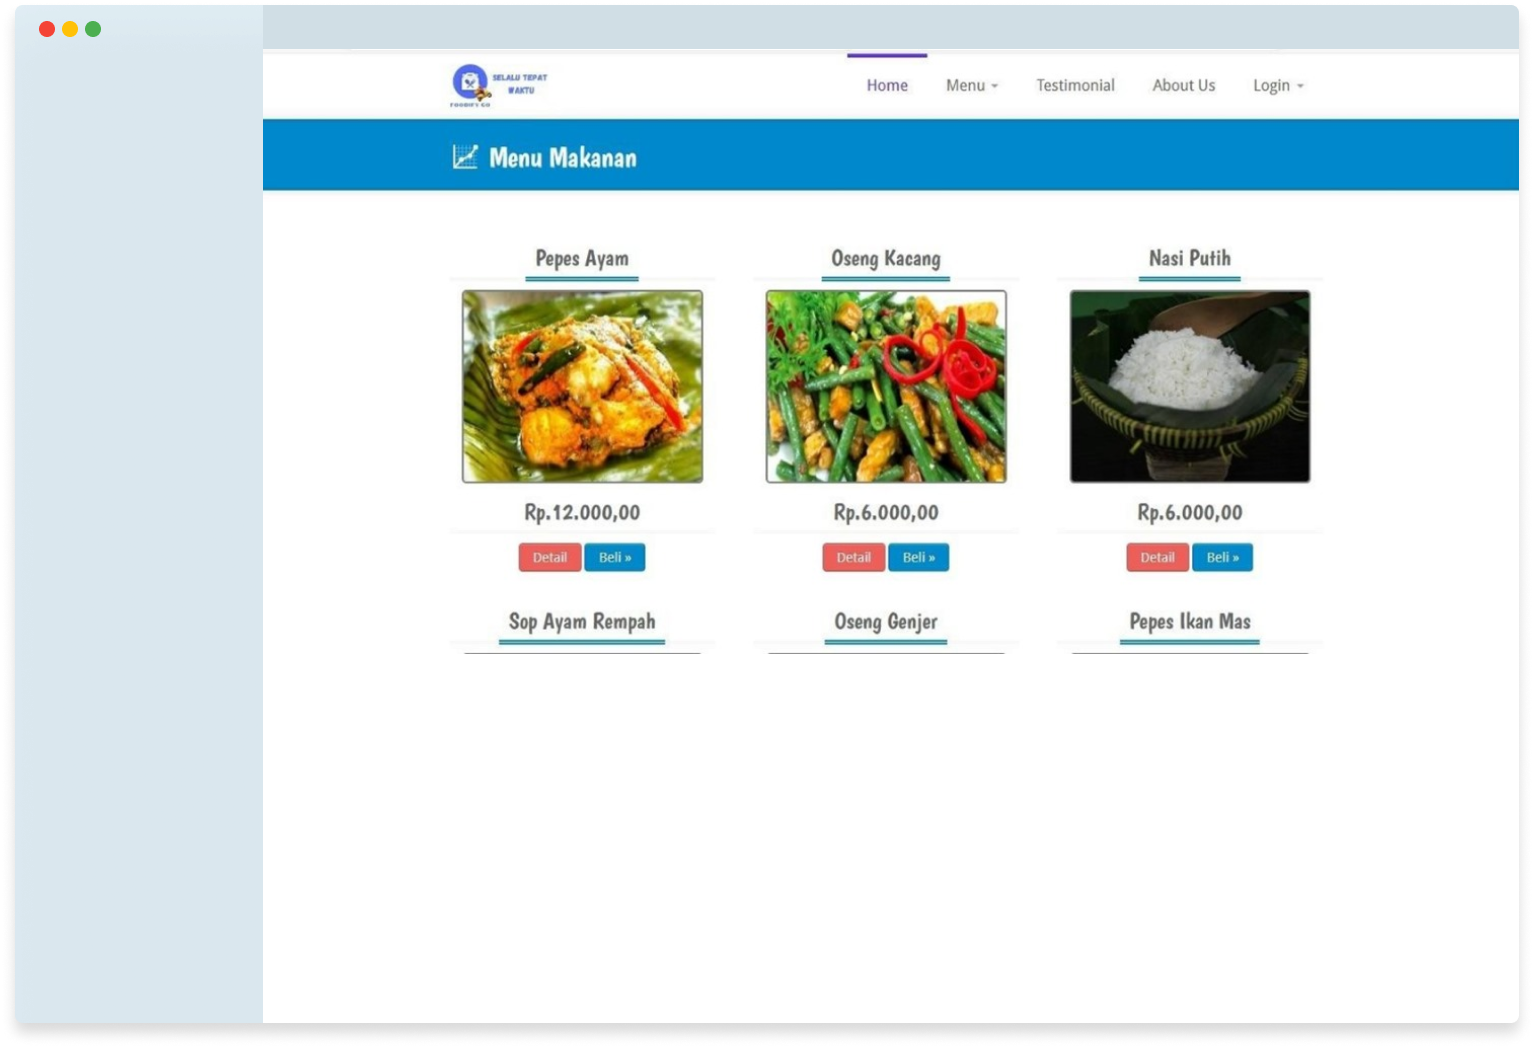 SELALU TEPAT
WAKTU
FOODIFY GO
Home Menu Testimonial About Us Login
Menu Makanan
Pepes Ayam Oseng Kacang Nasi Putih
Rp.12.000,00 Rp.6.000,00 Rp.6.000,00
Detail Beli » Detail Beli » Detail Beli »
Sop Ayam Rempah Oseng Genjer Pepes Ikan Mas